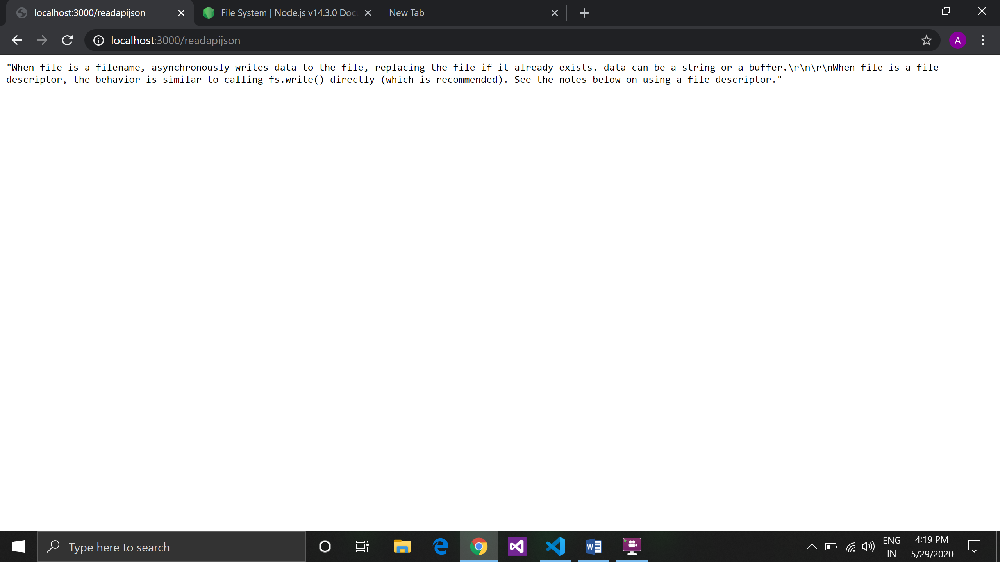 localhost:3000/readapijson
File System | Node.js v14.3.0
New Tab
localhost:3000/readapijson
A
"When file is a filename, asynchronously writes data to the file, replacing the file if it already exists. data can be a string or a buffer.\r\n\r\nWhen file is a file
descriptor, the behavior is similar to calling fs.write() directly (which is recommended). See the notes below on using a file descriptor."
Type here to search
ENG
IN
4:19 PM
5/29/2020